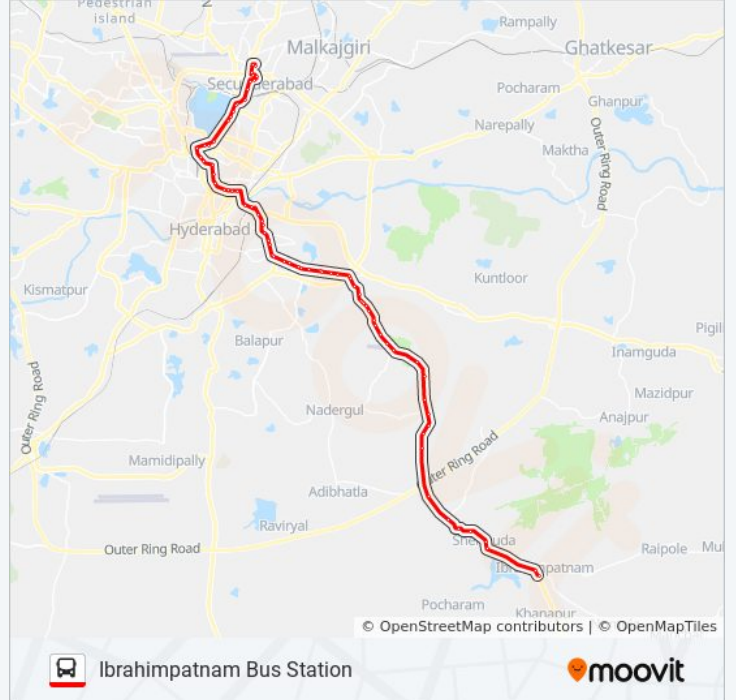 Pedestrian
island
Rampally
Malkajgiri
Ghatkesar
Secunderabad
Pocharam
Ghanpur
Narepally
Maktha
Outer Ring Road
Hyderabad
Kuntloor
Kismatpur
Pigli
Balapur
Inamguda
Mazidpur
Outer Ring Road
Nadergul
Anajpur
Outer Ring Road
Mamidipally
Adibhatla
Raviryal
Outer Ring Road
Raipole
Mu
Ibrahimpatnam
Pocharam
Khanapur
© OpenStreetMap contributors | © OpenMapTiles
Ibrahimpatnam Bus Station
moovit